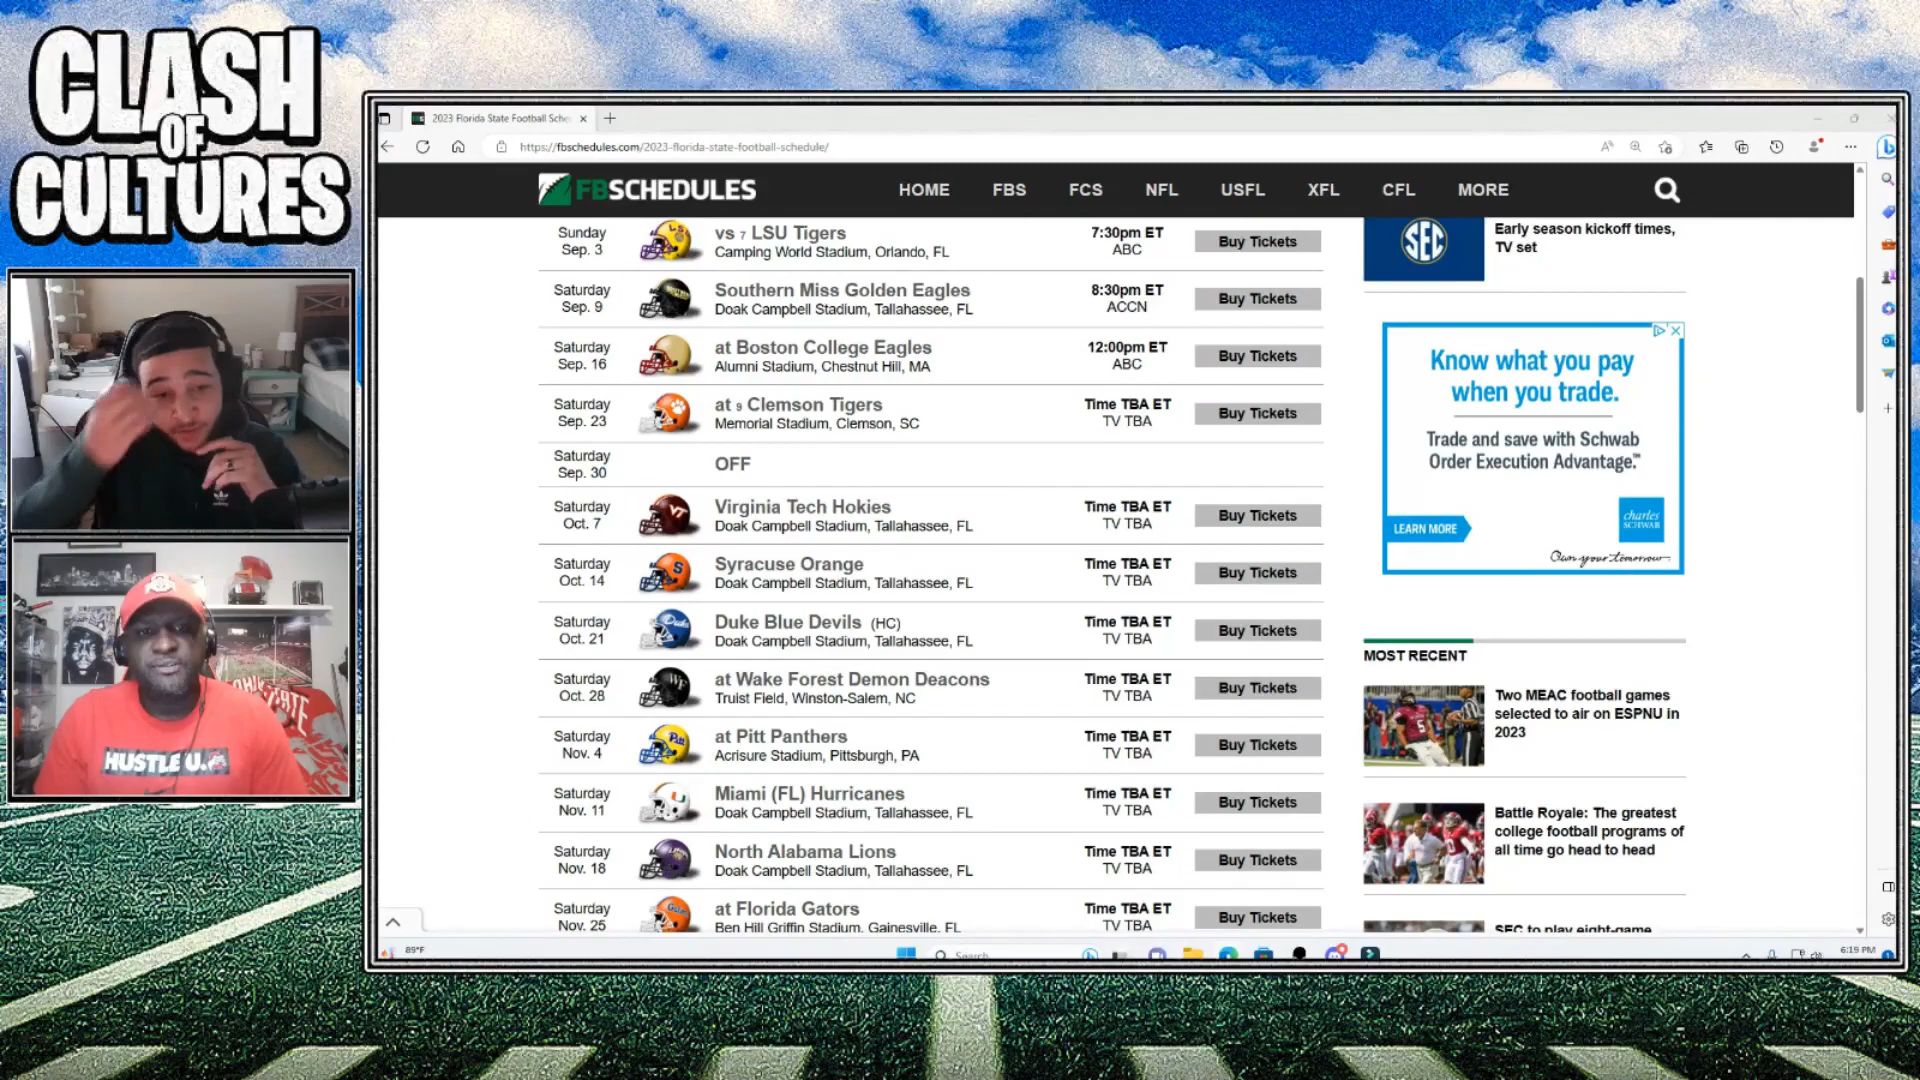 CLASH
OF
CULTURES
HUSTLE U.
OHIO STATE
2023 Florida State Football Sche
https://fbschedules.com/2023-florida-state-football-schedule/
FBSCHEDULES
HOME FBS FCS NFL USFL XFL CFL MORE
Sunday
Sep. 3
vs 7 LSU Tigers
Camping World Stadium, Orlando, FL
7:30pm ET
ABC
Buy Tickets
Saturday
Sep. 9
Southern Miss Golden Eagles
Doak Campbell Stadium, Tallahassee, FL
8:30pm ET
ACCN
Buy Tickets
Saturday
Sep. 16
at Boston College Eagles
Alumni Stadium, Chestnut Hill, MA
12:00pm ET
ABC
Buy Tickets
Saturday
Sep. 23
at 9 Clemson Tigers
Memorial Stadium, Clemson, SC
Time TBA ET
TV TBA
Buy Tickets
Saturday
Sep. 30
OFF
Saturday
Oct. 7
Virginia Tech Hokies
Doak Campbell Stadium, Tallahassee, FL
Time TBA ET
TV TBA
Buy Tickets
Saturday
Oct. 14
Syracuse Orange
Doak Campbell Stadium, Tallahassee, FL
Time TBA ET
TV TBA
Buy Tickets
Saturday
Oct. 21
Duke Blue Devils (HC)
Doak Campbell Stadium, Tallahassee, FL
Time TBA ET
TV TBA
Buy Tickets
Saturday
Oct. 28
at Wake Forest Demon Deacons
Truist Field, Winston-Salem, NC
Time TBA ET
TV TBA
Buy Tickets
Saturday
Nov. 4
at Pitt Panthers
Acrisure Stadium, Pittsburgh, PA
Time TBA ET
TV TBA
Buy Tickets
Saturday
Nov. 11
Miami (FL) Hurricanes
Doak Campbell Stadium, Tallahassee, FL
Time TBA ET
TV TBA
Buy Tickets
Saturday
Nov. 18
North Alabama Lions
Doak Campbell Stadium, Tallahassee, FL
Time TBA ET
TV TBA
Buy Tickets
Saturday
Nov. 25
at Florida Gators
Ben Hill Griffin Stadium, Gainesville, FL
Time TBA ET
TV TBA
Buy Tickets
SEC
Early season kickoff times,
TV set
Know what you pay
when you trade.
Trade and save with Schwab
Order Execution Advantage.™
LEARN MORE
charles
SCHWAB
Own your tomorrow
MOST RECENT
Two MEAC football games
selected to air on ESPNU in
2023
Battle Royale: The greatest
college football programs of
all time go head to head
SEC to play eight-game
89°F
Search
6:19 PM